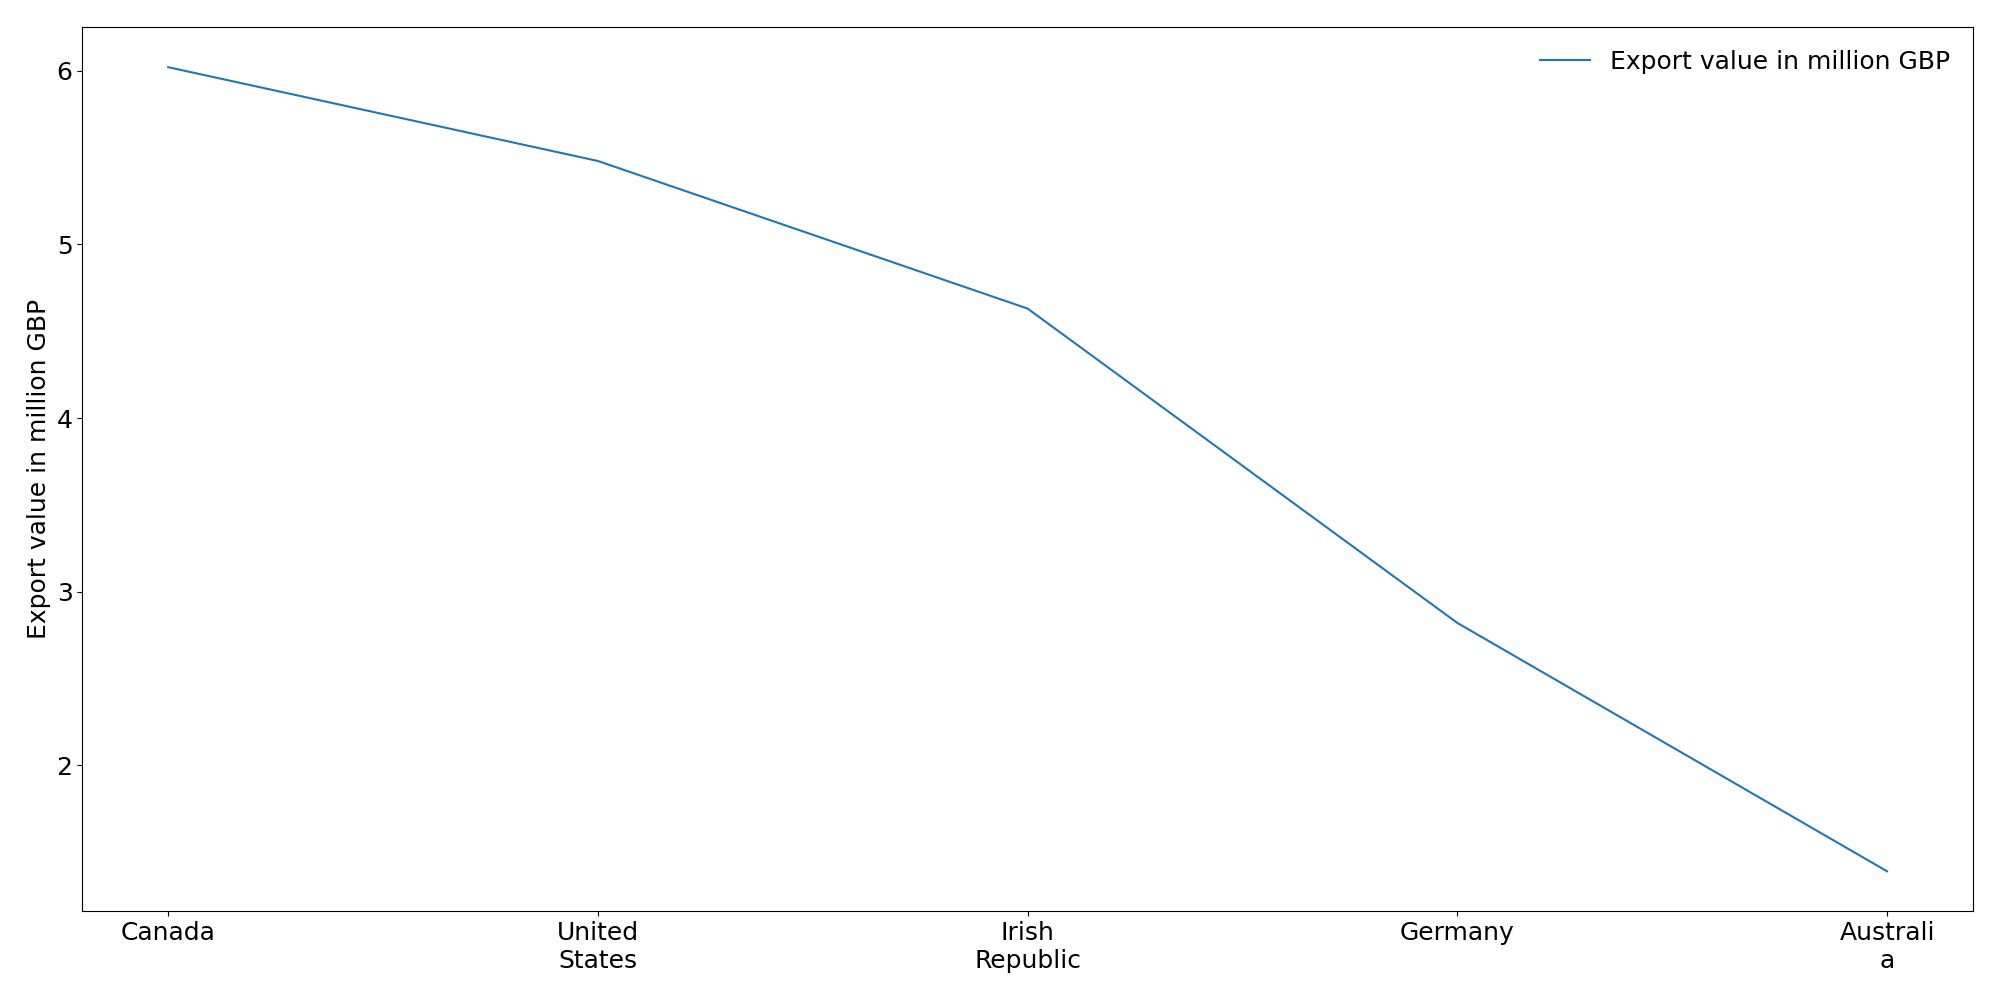 Export value in million GBP
6
5
4
3
2
Export value in million GBP
Canada
United
States
Irish
Republic
Germany
Australi
a